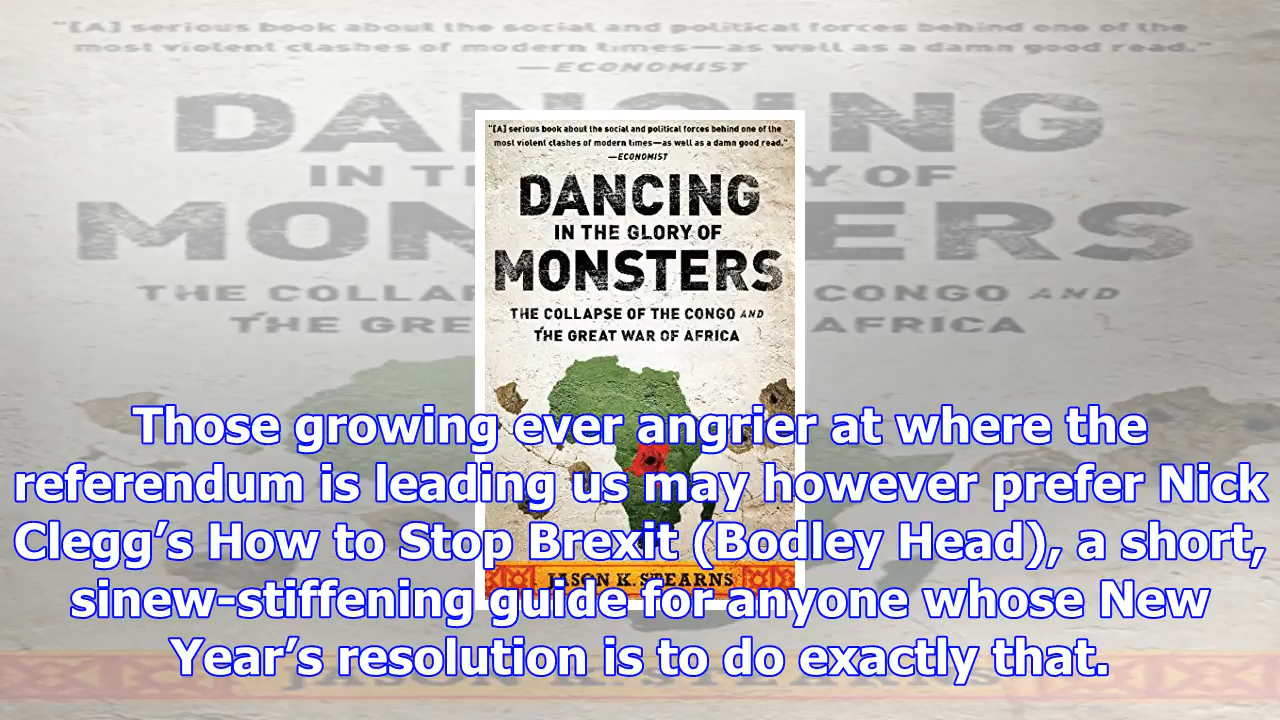 "[A] serious book about the social and political forces behind one of the
most violent clashes of modern times—as well as a damn good read."
—ECONOMIST
DANCING
IN THE GLORY OF
MONSTERS
THE COLLAPSE OF THE CONGO AND
THE GREAT WAR OF AFRICA
Those growing ever angrier at where the
referendum is leading us may however prefer Nick
Clegg’s How to Stop Brexit (Bodley Head), a short,
JASON K. STEARNS
sinew-stiffening guide for anyone whose New
Year’s resolution is to do exactly that.